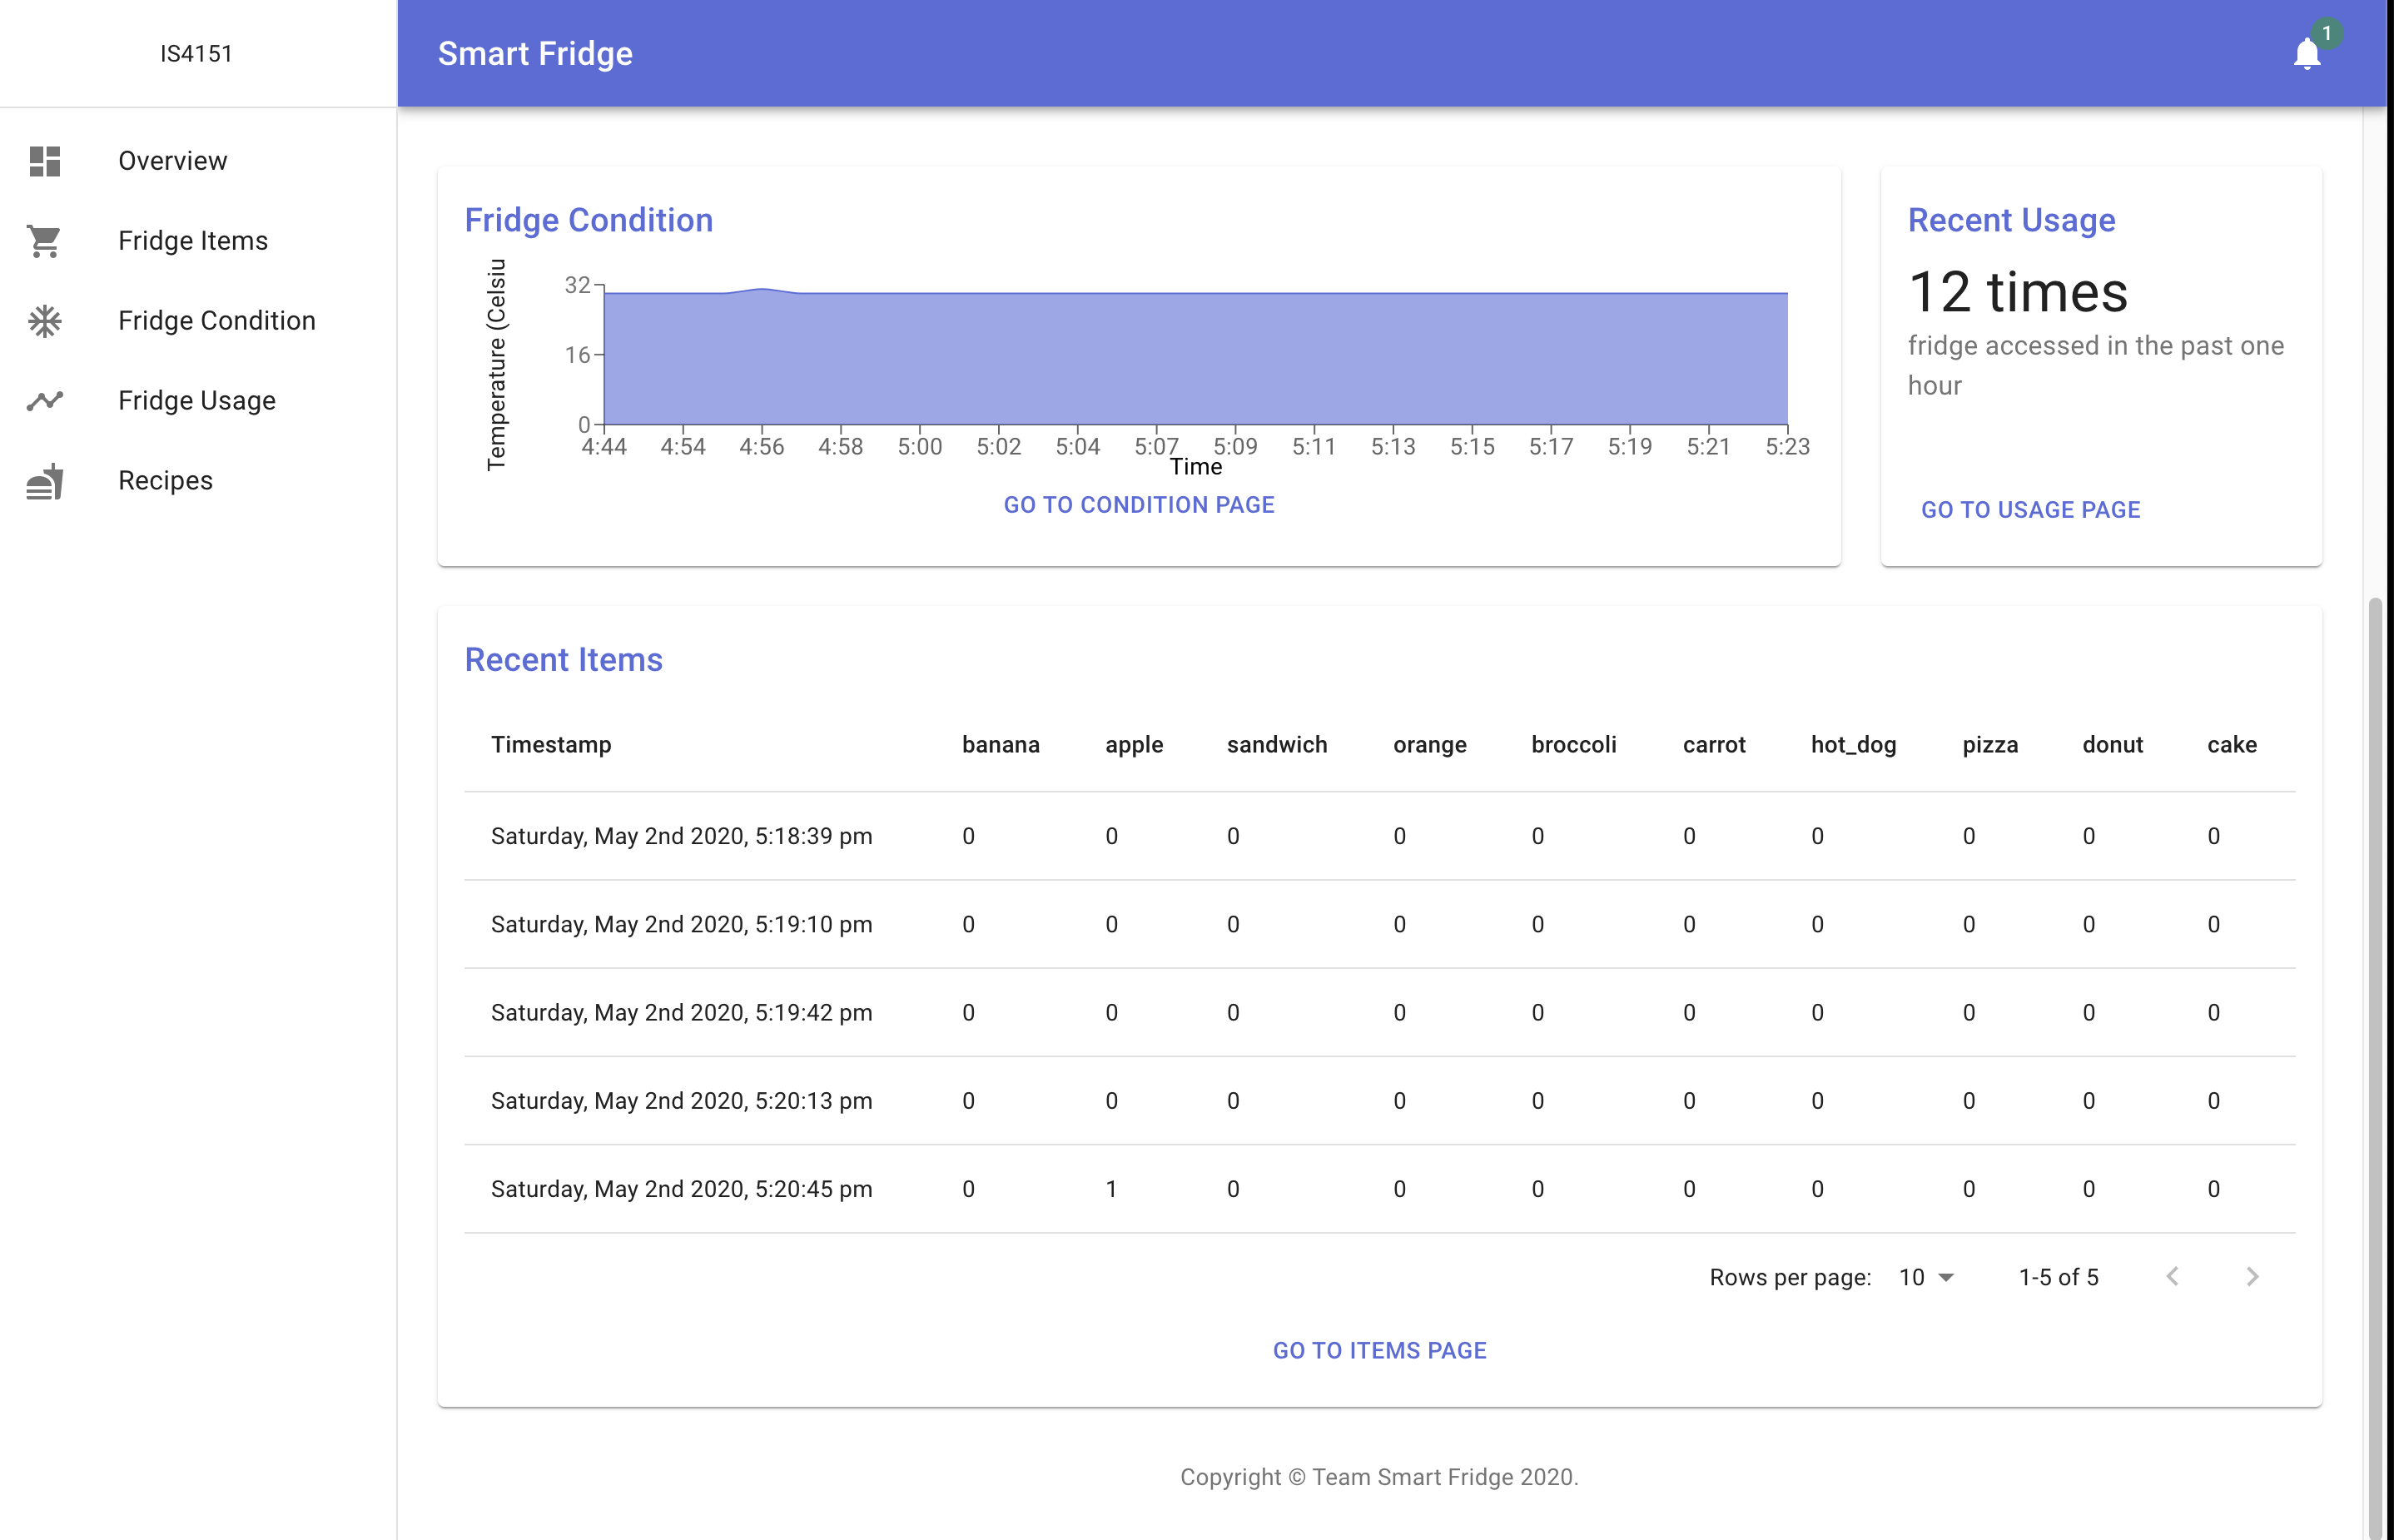 IS4151
Smart Fridge
1
Overview
Fridge Items
Fridge Condition
Fridge Usage
Recipes
Fridge Condition
Temperature (Celsiu
32
16
0
4:44 4:54 4:56 4:58 5:00 5:02 5:04 5:07 5:09 5:11 5:13 5:15 5:17 5:19 5:21 5:23
Time
GO TO CONDITION PAGE
Recent Usage
12 times
fridge accessed in the past one
hour
GO TO USAGE PAGE
Recent Items
Timestamp banana apple sandwich orange broccoli carrot hot_dog pizza donut cake
Saturday, May 2nd 2020, 5:18:39 pm 0 0 0 0 0 0 0 0 0 0
Saturday, May 2nd 2020, 5:19:10 pm 0 0 0 0 0 0 0 0 0 0
Saturday, May 2nd 2020, 5:19:42 pm 0 0 0 0 0 0 0 0 0 0
Saturday, May 2nd 2020, 5:20:13 pm 0 0 0 0 0 0 0 0 0 0
Saturday, May 2nd 2020, 5:20:45 pm 0 1 0 0 0 0 0 0 0 0
Rows per page: 10 1-5 of 5
GO TO ITEMS PAGE
Copyright © Team Smart Fridge 2020.